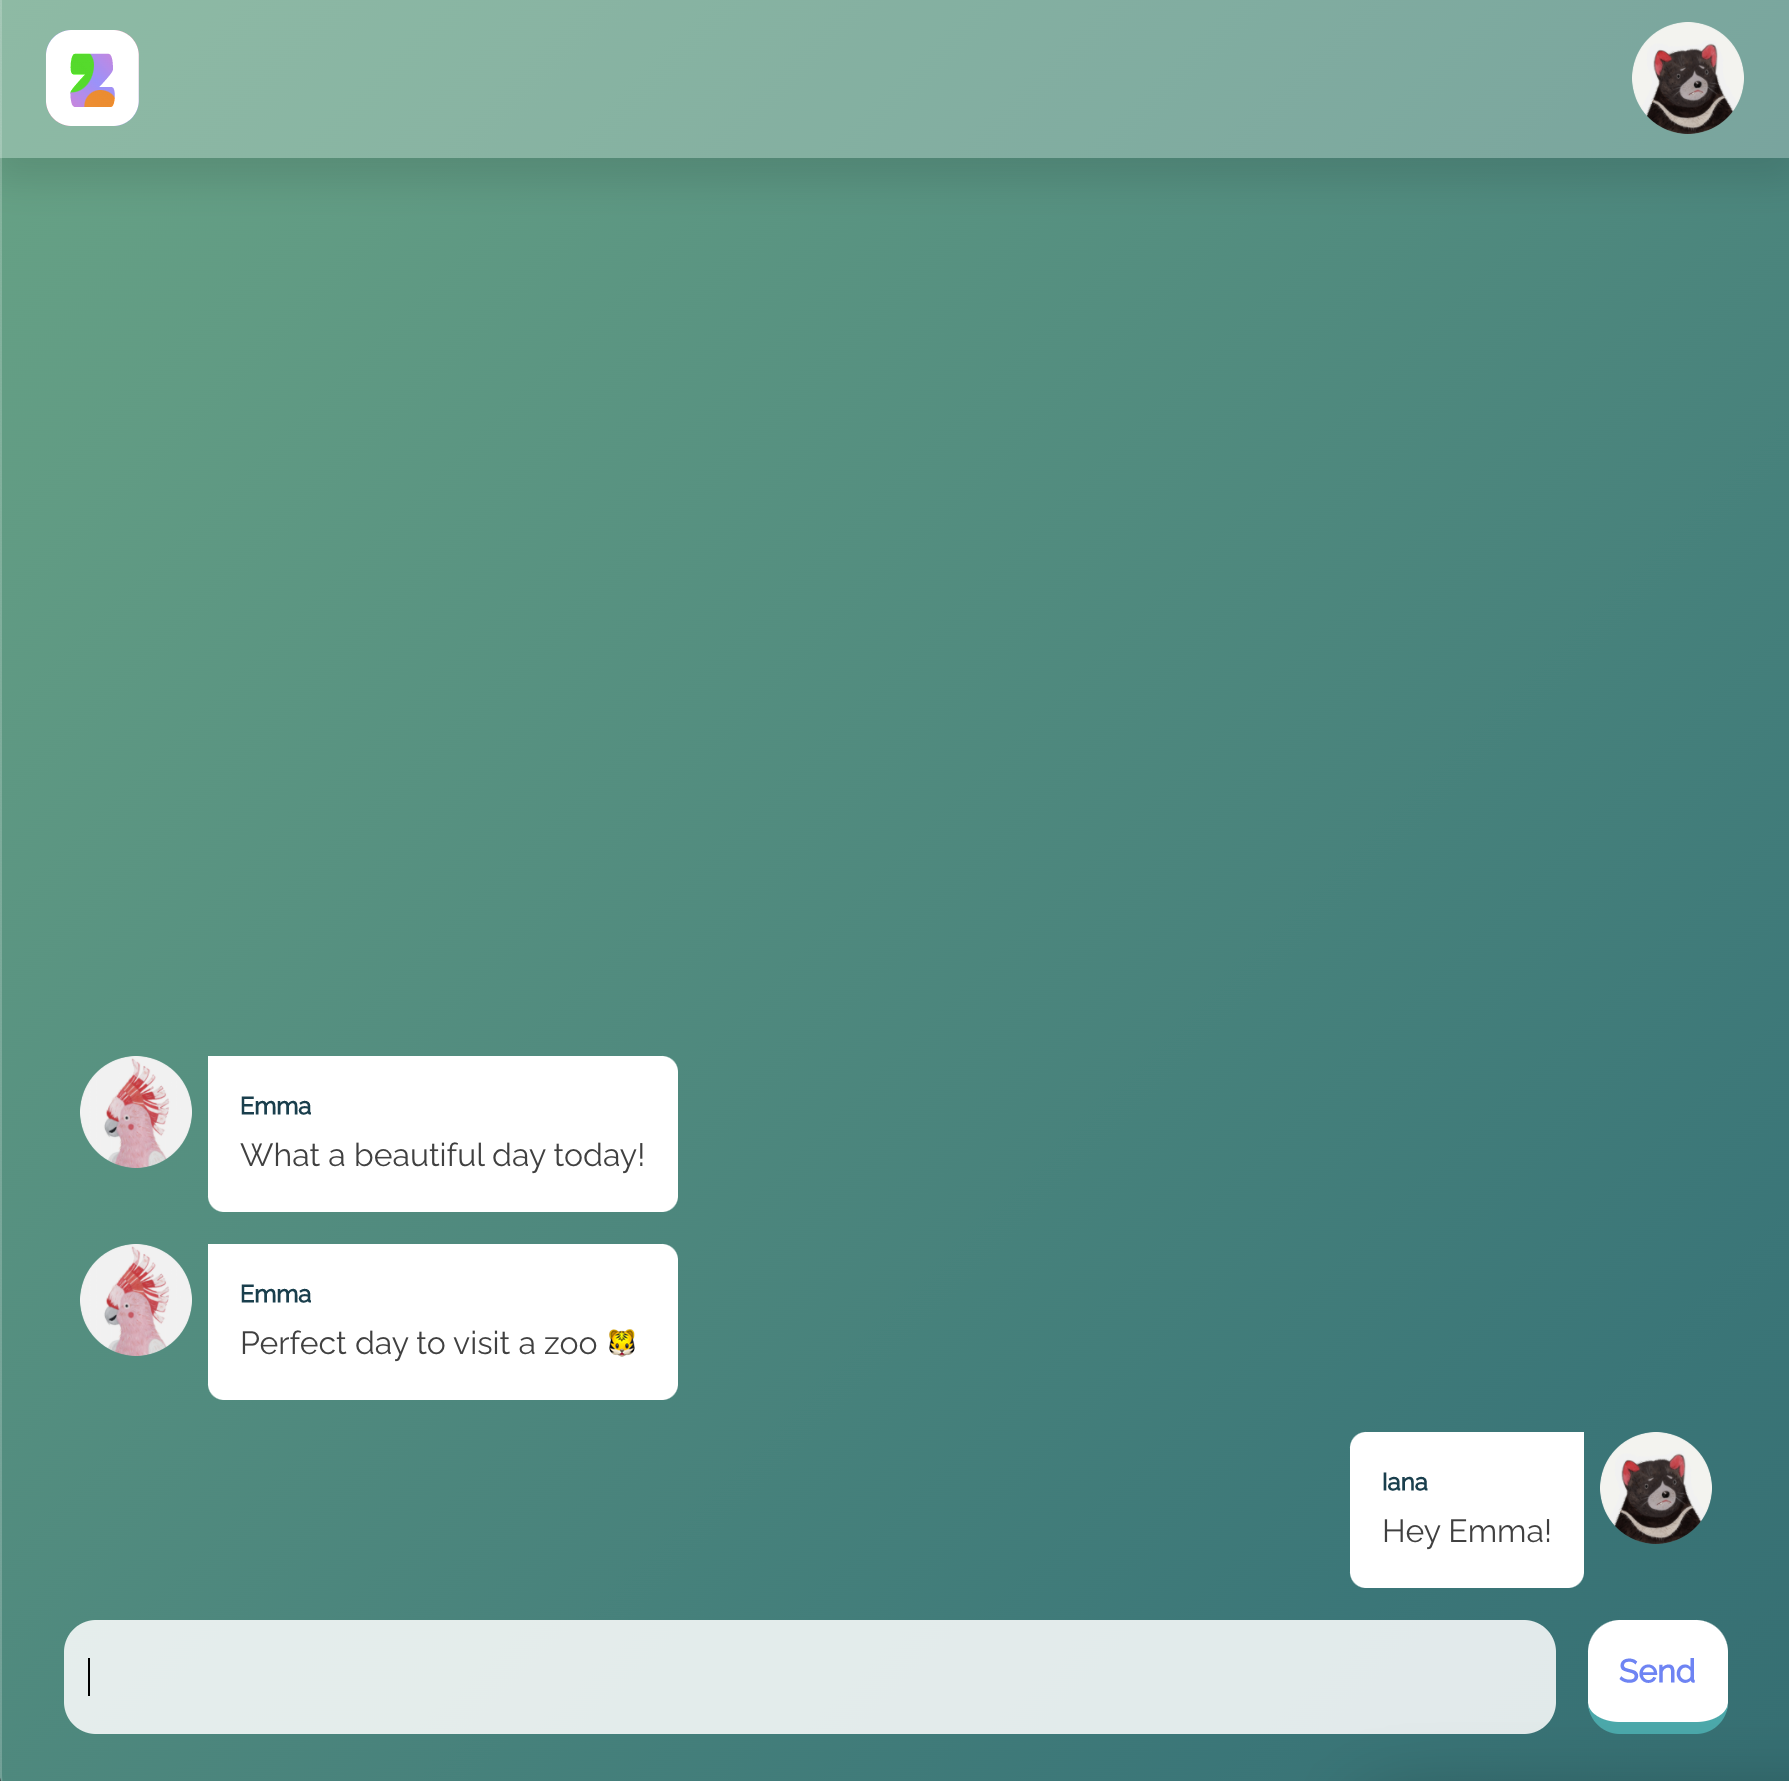 Emma
What a beautiful day today!
Emma
Perfect day to visit a zoo 🐯
Iana
Hey Emma!
Send